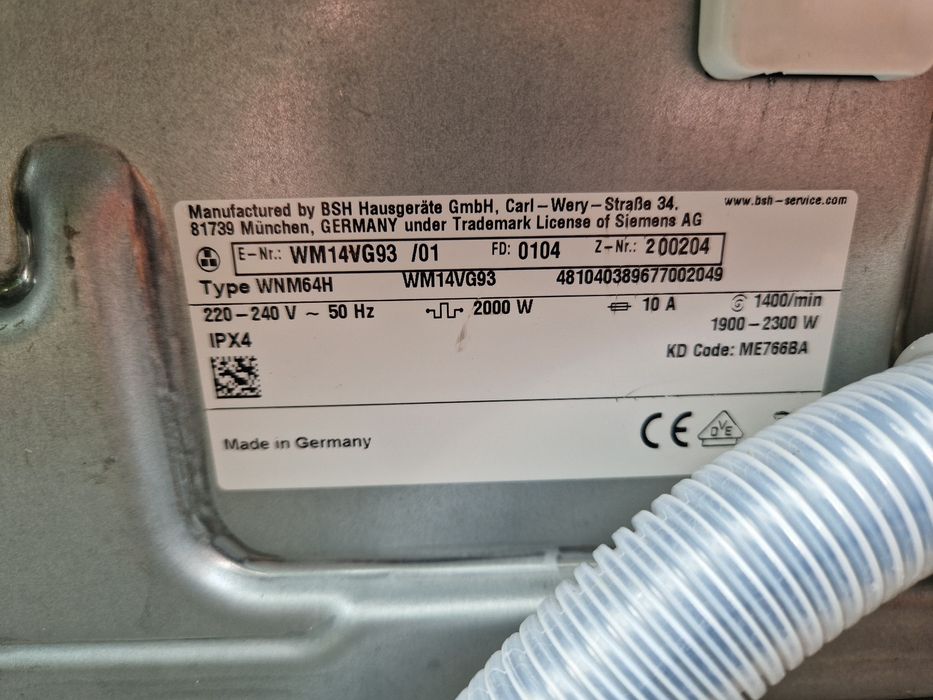 Manufactured by BSH Hausgeräte GmbH, Carl-Wery-Straße 34,
www.bsh-service.com
81739 München, GERMANY under Trademark License of Siemens AG
E-Nr.: WM14VG93 /01 FD: 0104 Z-Nr.: 200204
Type WNM64H WM14VG93 481040389677002049
220-240 V ~ 50 Hz 2000 W 10 A 1400/min
1900-2300 W
IPX4
KD Code: ME766BA
Made in Germany CE DVE